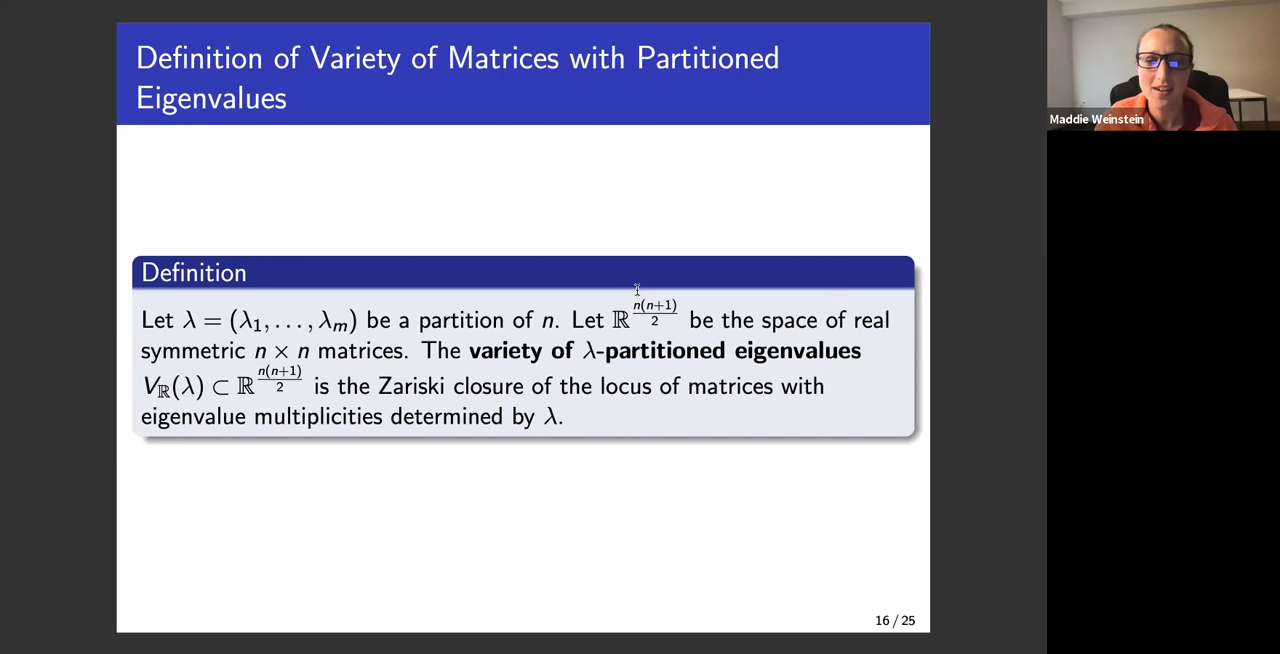 Definition of Variety of Matrices with Partitioned
Eigenvalues
Maddie Weinstein
Definition
Let λ = (λ₁, . . . , λₘ) be a partition of n. Let ℝ^{n(n+1)/2} be the space of real
symmetric n × n matrices. The variety of λ-partitioned eigenvalues
V_ℝ(λ) ⊂ ℝ^{n(n+1)/2} is the Zariski closure of the locus of matrices with
eigenvalue multiplicities determined by λ.
16 / 25